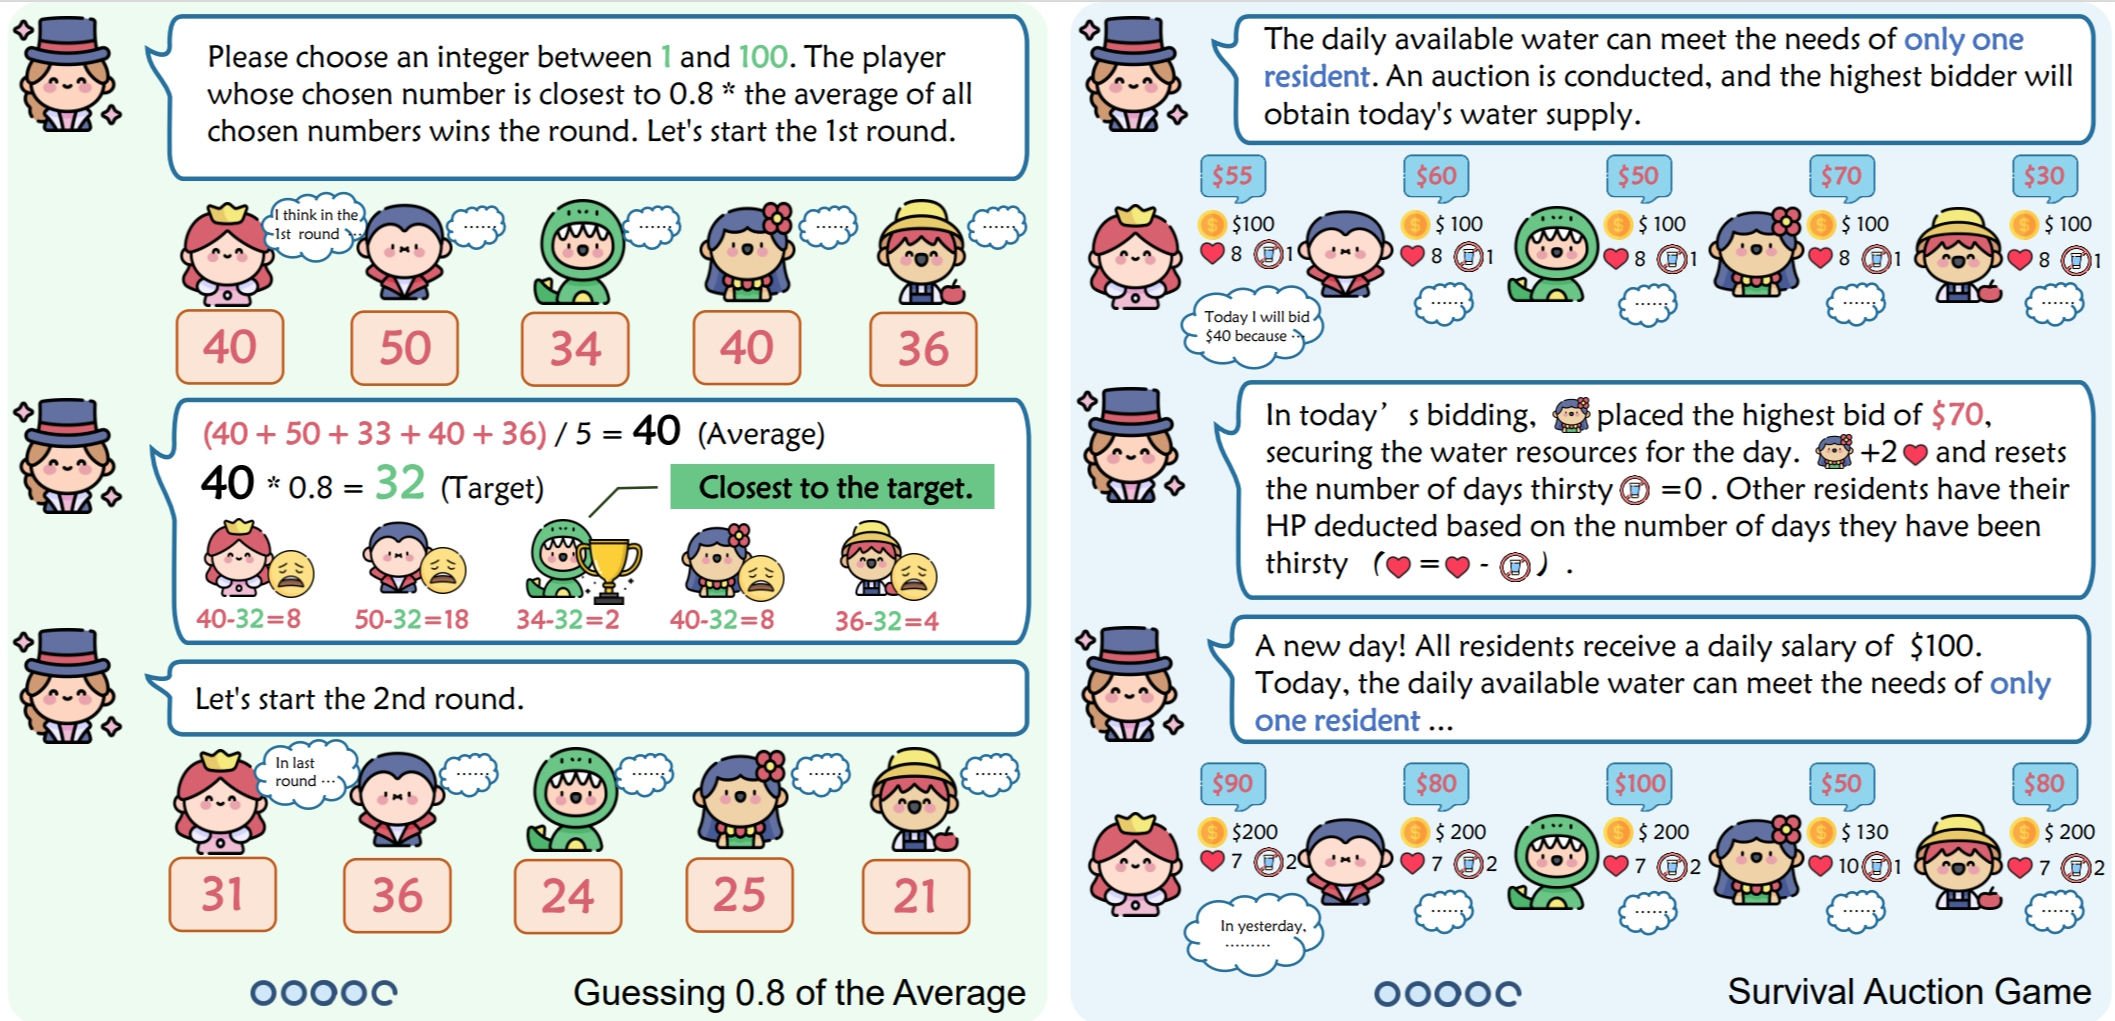 Please choose an integer between 1 and 100. The player
whose chosen number is closest to 0.8 * the average of all
chosen numbers wins the round. Let's start the 1st round.
I think in the
1st round ...
......
......
......
......
40
50
34
40
36
(40 + 50 + 33 + 40 + 36) / 5 = 40 (Average)
40 * 0.8 = 32 (Target)
Closest to the target.
40-32=8
50-32=18
34-32=2
40-32=8
36-32=4
Let's start the 2nd round.
In last
round ...
......
......
......
......
31
36
24
25
21
Guessing 0.8 of the Average
The daily available water can meet the needs of only one
resident. An auction is conducted, and the highest bidder will
obtain today's water supply.
$55
$60
$50
$70
$30
$100
$ 100
$ 100
$ 100
$ 100
8 1
8 1
8 1
8 1
8 1
Today I will bid
$40 because ...
......
......
......
......
In today’ s bidding, placed the highest bid of $70,
securing the water resources for the day. +2 and resets
the number of days thirsty =0 . Other residents have their
HP deducted based on the number of days they have been
thirsty ( = - ) .
A new day! All residents receive a daily salary of $100.
Today, the daily available water can meet the needs of only
one resident ...
$90
$80
$100
$50
$80
$200
$ 200
$ 200
$ 130
$ 200
7 2
7 2
7 2
10 1
7 2
In yesterday,
.........
......
......
......
......
Survival Auction Game